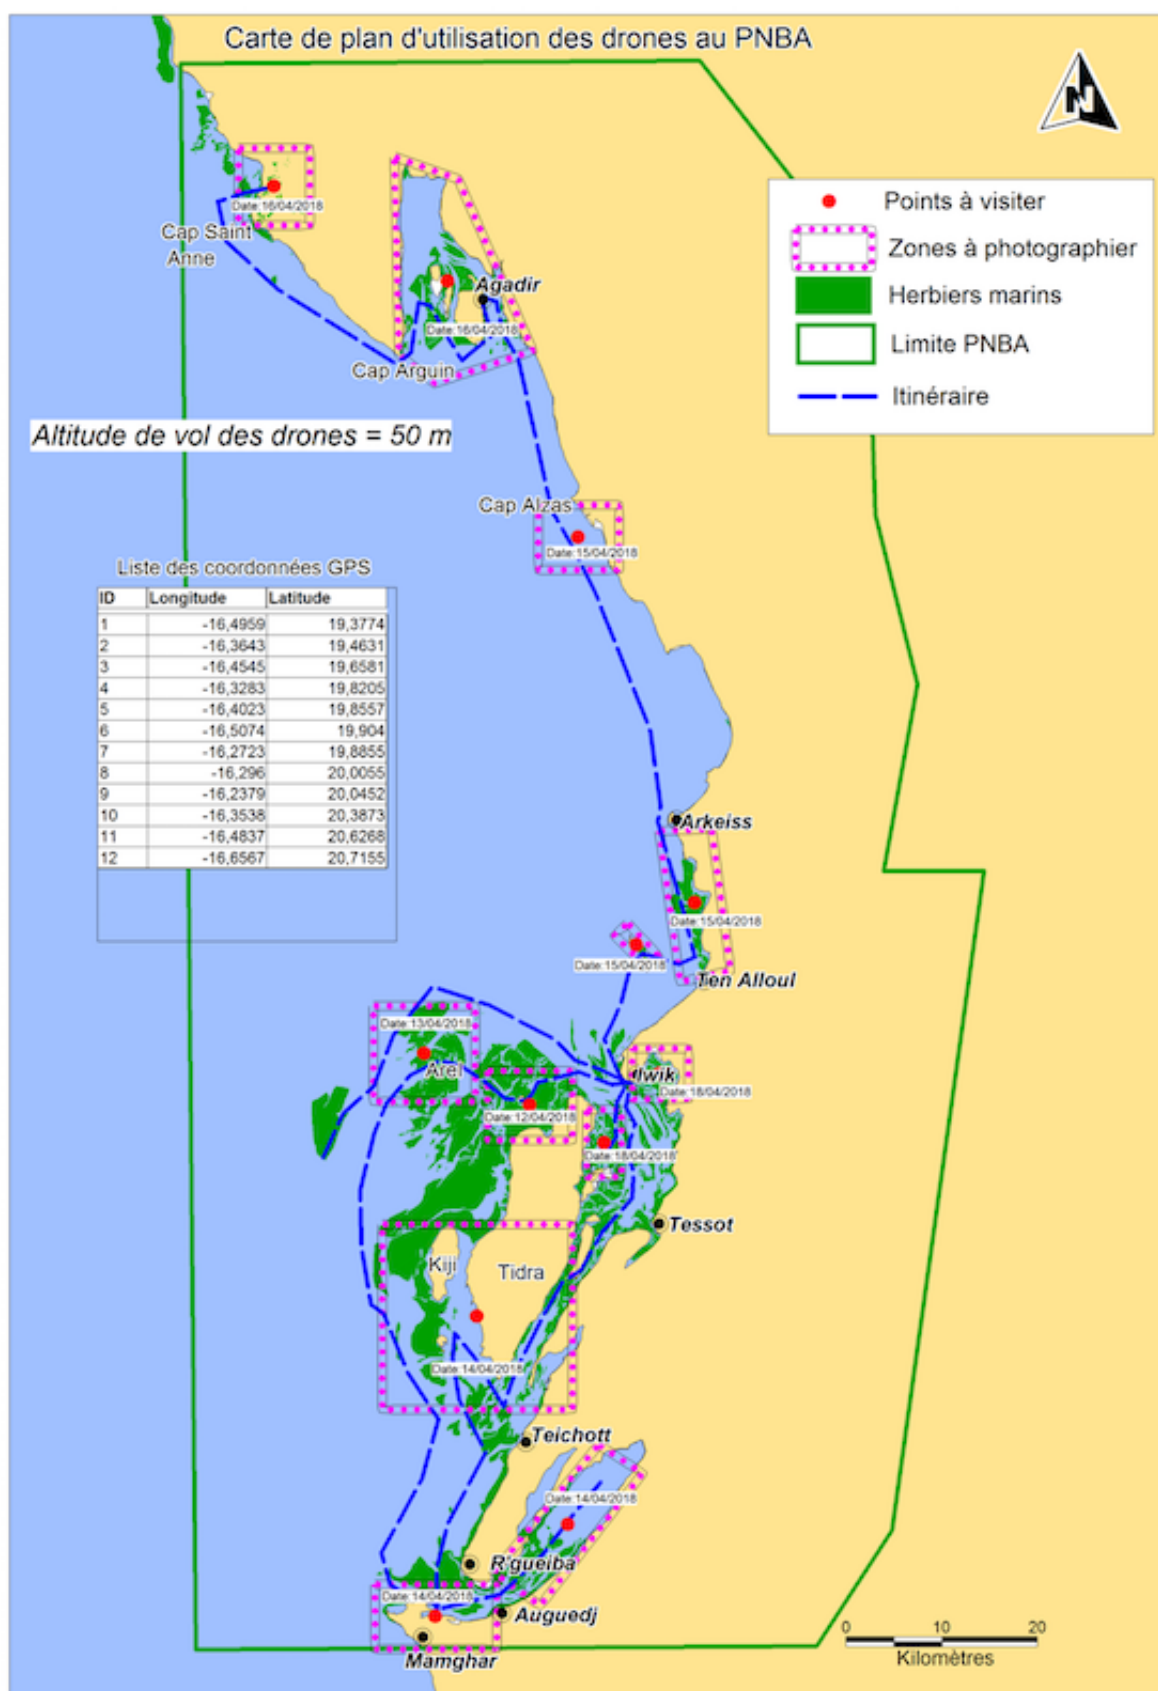 Carte de plan d'utilisation des drones au PNBA
N
Points à visiter
Zones à photographier
Herbiers marins
Limite PNBA
Itinéraire
Date:16/04/2018
Cap Saint
Anne
Agadir
Date:16/04/2018
Cap Arguin
Altitude de vol des drones = 50 m
Cap Alzas
Date:15/04/2018
Liste des coordonnées GPS
ID Longitude Latitude
1 -16,4959 19,3774
2 -16,3643 19,4631
3 -16,4545 19,6581
4 -16,3283 19,8205
5 -16,4023 19,8557
6 -16,5074 19,904
7 -16,2723 19,8855
8 -16,296 20,0055
9 -16,2379 20,0452
10 -16,3538 20,3873
11 -16,4837 20,6268
12 -16,6567 20,7155
Arkeiss
Date:15/04/2018
Date:15/04/2018
Ten Alloul
Date:13/04/2018
Arel
Iwik
Date:18/04/2018
Date:12/04/2018
Date:18/04/2018
Tessot
Kiji
Tidra
Date:14/04/2018
Teichott
Date:14/04/2018
R'gueiba
Date:14/04/2018
Auguedj
Mamghar
0 10 20
Kilomètres